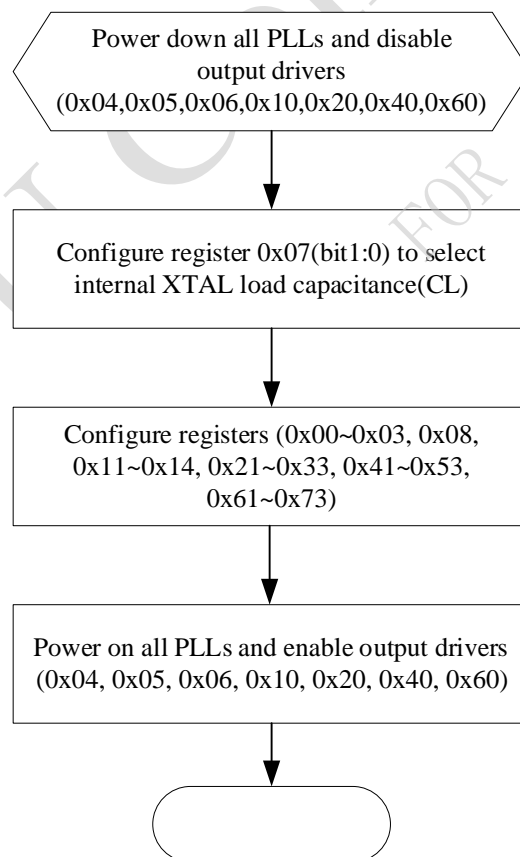 Power down all PLLs and disable
output drivers
(0x04,0x05,0x06,0x10,0x20,0x40,0x60)
FOR
Configure register 0x07(bit1:0) to select
internal XTAL load capacitance(CL)
Configure registers (0x00~0x03, 0x08,
0x11~0x14, 0x21~0x33, 0x41~0x53,
0x61~0x73)
Power on all PLLs and enable output drivers
(0x04, 0x05, 0x06, 0x10, 0x20, 0x40, 0x60)